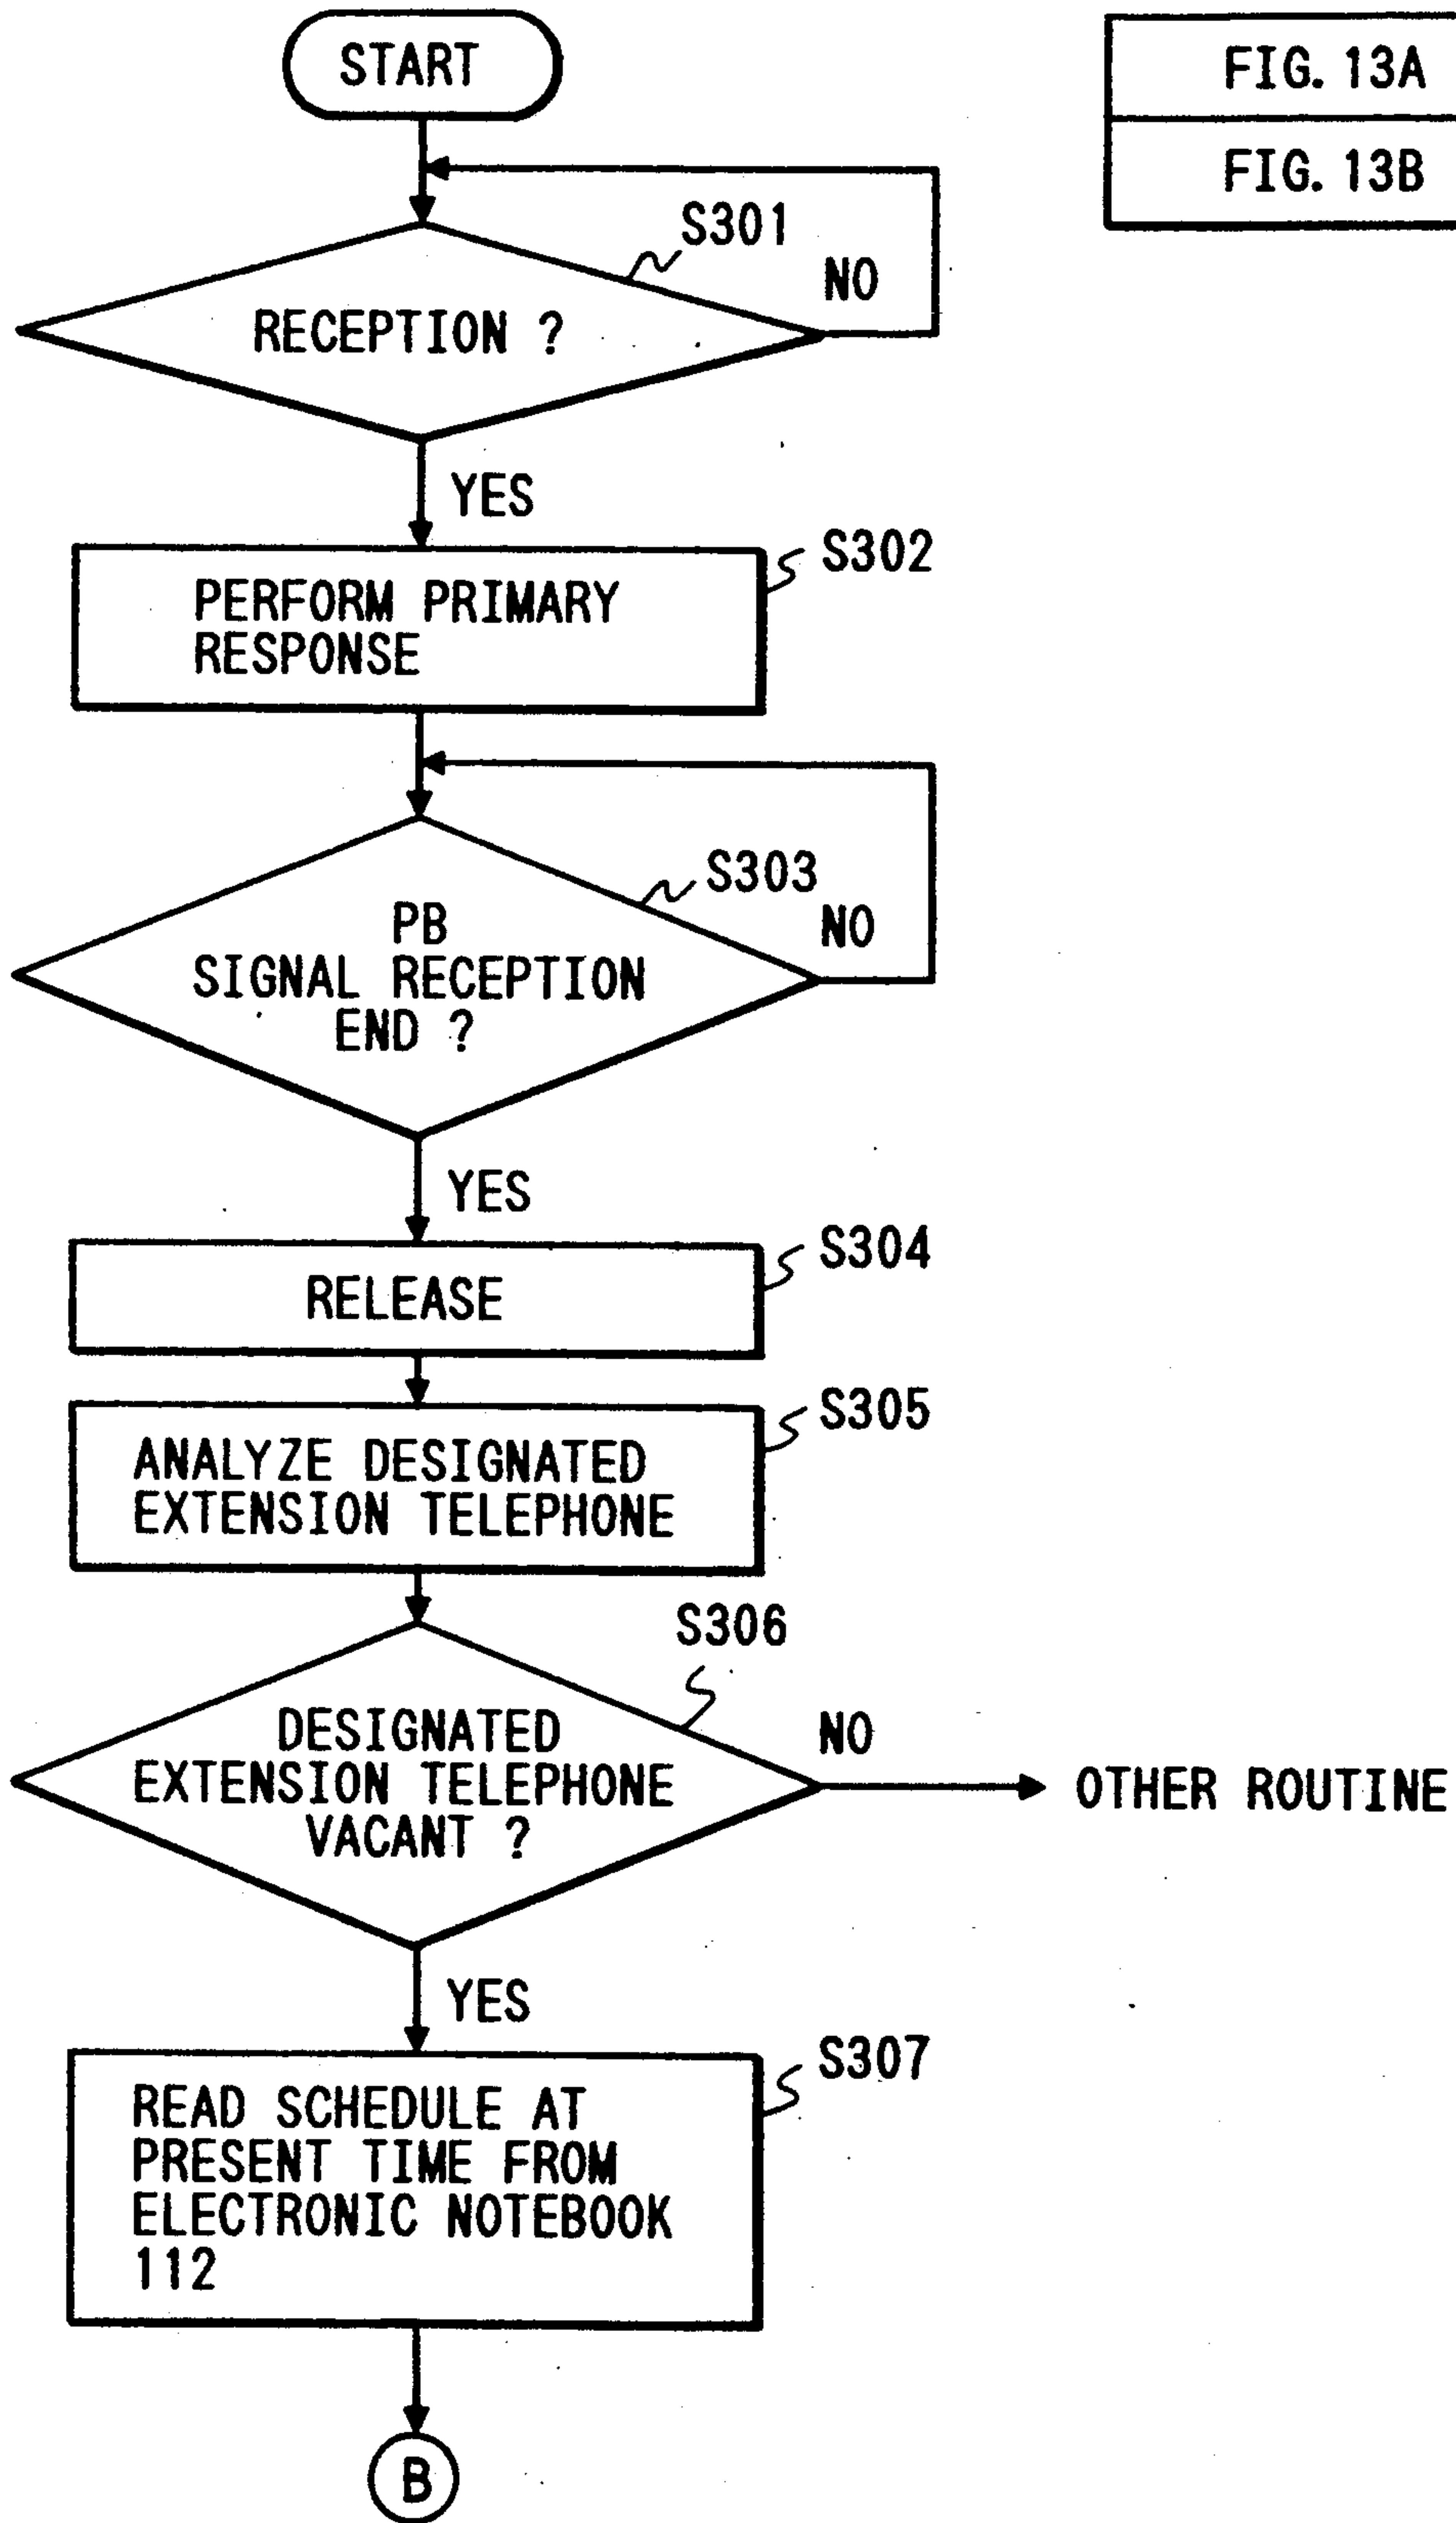 START
FIG. 13A
FIG. 13B
S301
NO
RECEPTION ?
YES
S302
PERFORM PRIMARY
RESPONSE
S303
NO
PB
SIGNAL RECEPTION
END ?
YES
S304
RELEASE
S305
ANALYZE DESIGNATED
EXTENSION TELEPHONE
S306
DESIGNATED
EXTENSION TELEPHONE
VACANT ?
NO
OTHER ROUTINE
YES
S307
READ SCHEDULE AT
PRESENT TIME FROM
ELECTRONIC NOTEBOOK
112
B